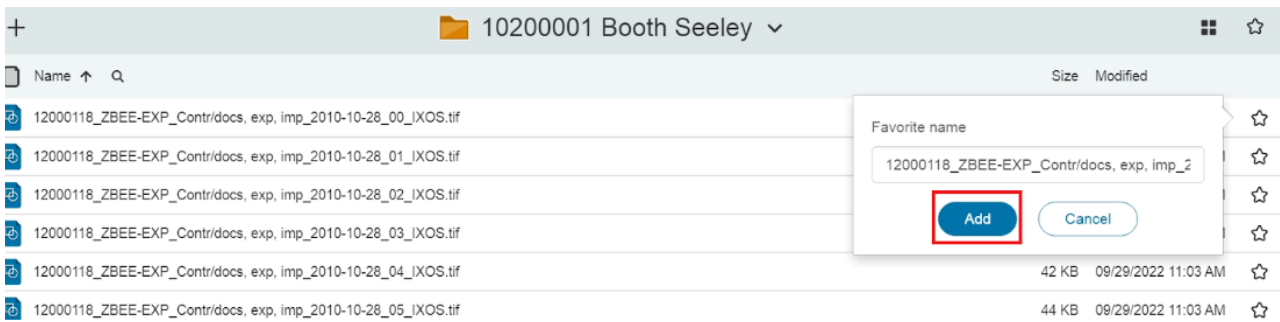 10200001 Booth Seeley
Name Size Modified
12000118_ZBEE-EXP_Contr/docs, exp, imp_2010-10-28_00_IXOS.tif
12000118_ZBEE-EXP_Contr/docs, exp, imp_2010-10-28_01_IXOS.tif
12000118_ZBEE-EXP_Contr/docs, exp, imp_2010-10-28_02_IXOS.tif
12000118_ZBEE-EXP_Contr/docs, exp, imp_2010-10-28_03_IXOS.tif
12000118_ZBEE-EXP_Contr/docs, exp, imp_2010-10-28_04_IXOS.tif 42 KB 09/29/2022 11:03 AM
12000118_ZBEE-EXP_Contr/docs, exp, imp_2010-10-28_05_IXOS.tif 44 KB 09/29/2022 11:03 AM
Favorite name
12000118_ZBEE-EXP_Contr/docs, exp, imp_2
Add Cancel